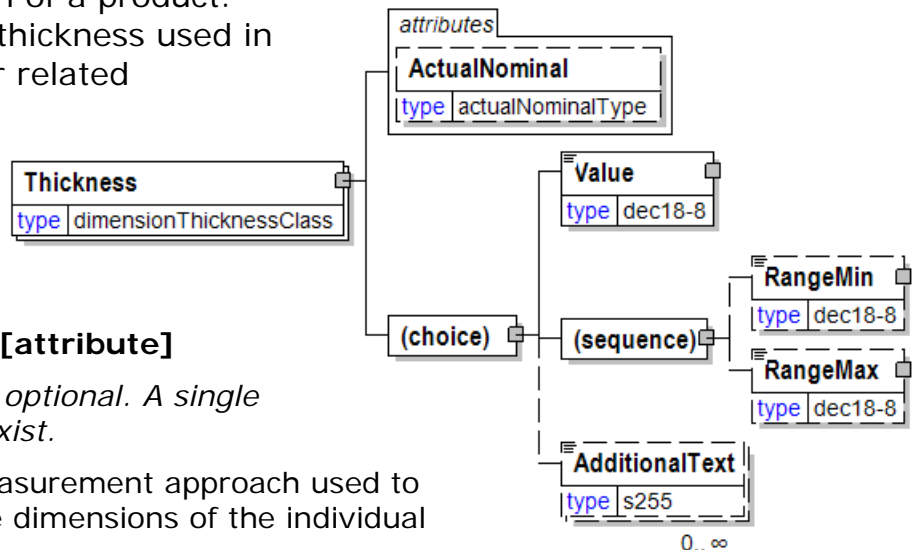 n of a product.
thickness used in
r related
attributes
ActualNominal
type actualNominalType
Thickness
type dimensionThicknessClass
Value
type dec18-8
RangeMin
type dec18-8
(choice)
(sequence)
RangeMax
type dec18-8
AdditionalText
type s255
0..∞
[attribute]
optional. A single
xist.
asurement approach used to
e dimensions of the individual